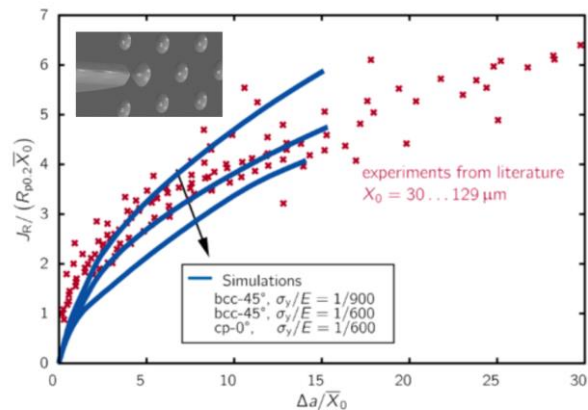 7
6
5
4
3
2
1
0
J_R / (R_p0.2 X̅_0)
experiments from literature
X_0 = 30 ... 129 μm
Simulations
bcc-45°, σ_y/E = 1/900
bcc-45°, σ_y/E = 1/600
cp-0°, σ_y/E = 1/600
0 5 10 15 20 25 30
Δa/X̅_0